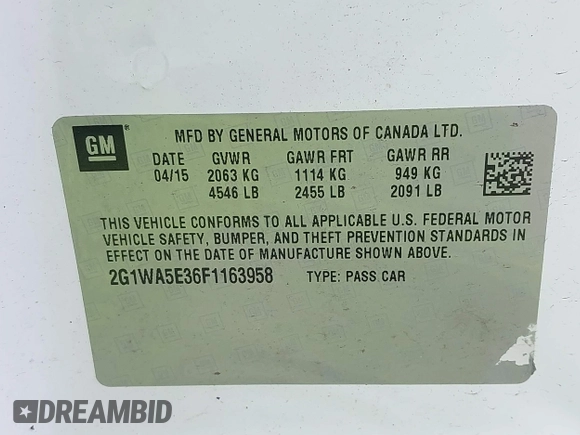 GM
MFD BY GENERAL MOTORS OF CANADA LTD.
DATE GVWR GAWR FRT GAWR RR
04/15 2063 KG 1114 KG 949 KG
4546 LB 2455 LB 2091 LB
THIS VEHICLE CONFORMS TO ALL APPLICABLE U.S. FEDERAL MOTOR
VEHICLE SAFETY, BUMPER, AND THEFT PREVENTION STANDARDS IN
EFFECT ON THE DATE OF MANUFACTURE SHOWN ABOVE.
2G1WA5E36F1163958 TYPE: PASS CAR
DREAMBID